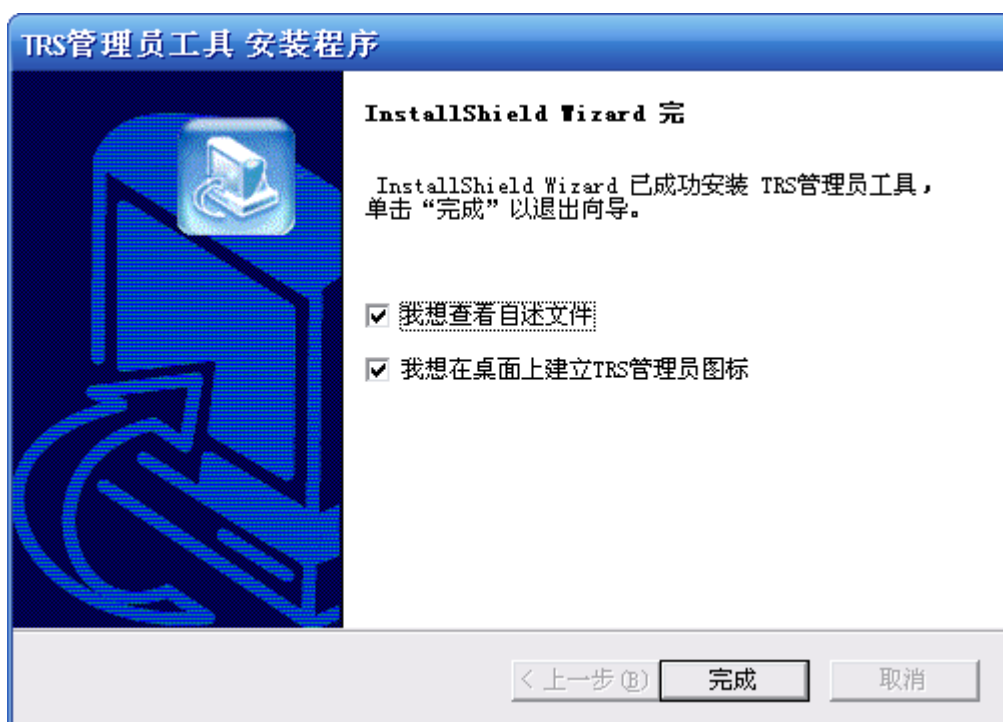 TRS管理员工具 安装程序
InstallShield Wizard 完
InstallShield Wizard 已成功安装 TRS管理员工具，
单击“完成”以退出向导。
我想查看自述文件
我想在桌面上建立TRS管理员图标
< 上一步(B)
完成
取消